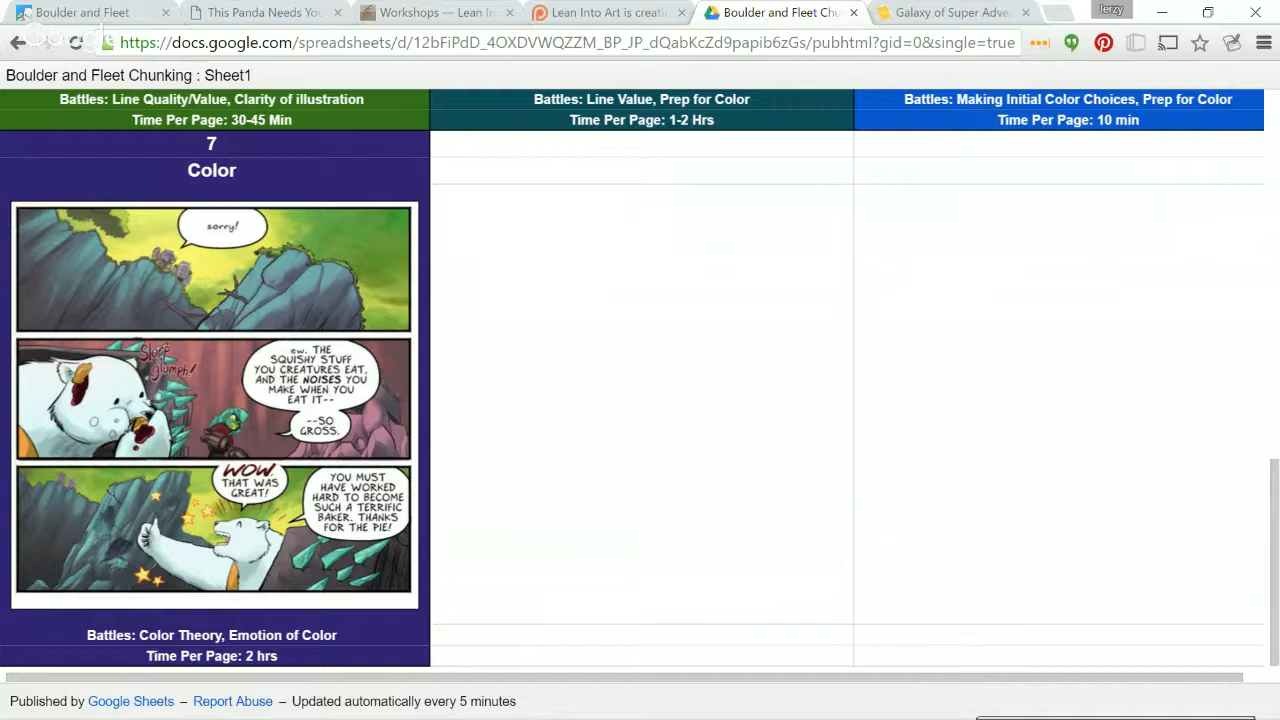 Boulder and Fleet
This Panda Needs You
Workshops — Lean In
Lean Into Art is creati
Boulder and Fleet Chu
Galaxy of Super Adve
Jerzy
https://docs.google.com/spreadsheets/d/12bFiPdD_4OXDVWQZZM_BP_JP_dQabKcZd9papib6zGs/pubhtml?gid=0&single=true
Boulder and Fleet Chunking : Sheet1
Battles: Line Quality/Value, Clarity of illustration
Time Per Page: 30-45 Min
Battles: Line Value, Prep for Color
Time Per Page: 1-2 Hrs
Battles: Making Initial Color Choices, Prep for Color
Time Per Page: 10 min
7
Color
sorry!
Slorp
glumph!
ew. THE
SQUISHY STUFF
YOU CREATURES EAT,
AND THE NOISES YOU
MAKE WHEN YOU
EAT IT--
--SO
GROSS.
WOW.
THAT WAS
GREAT!
YOU MUST
HAVE WORKED
HARD TO BECOME
SUCH A TERRIFIC
BAKER. THANKS
FOR THE PIE!
Battles: Color Theory, Emotion of Color
Time Per Page: 2 hrs
Published by Google Sheets – Report Abuse – Updated automatically every 5 minutes